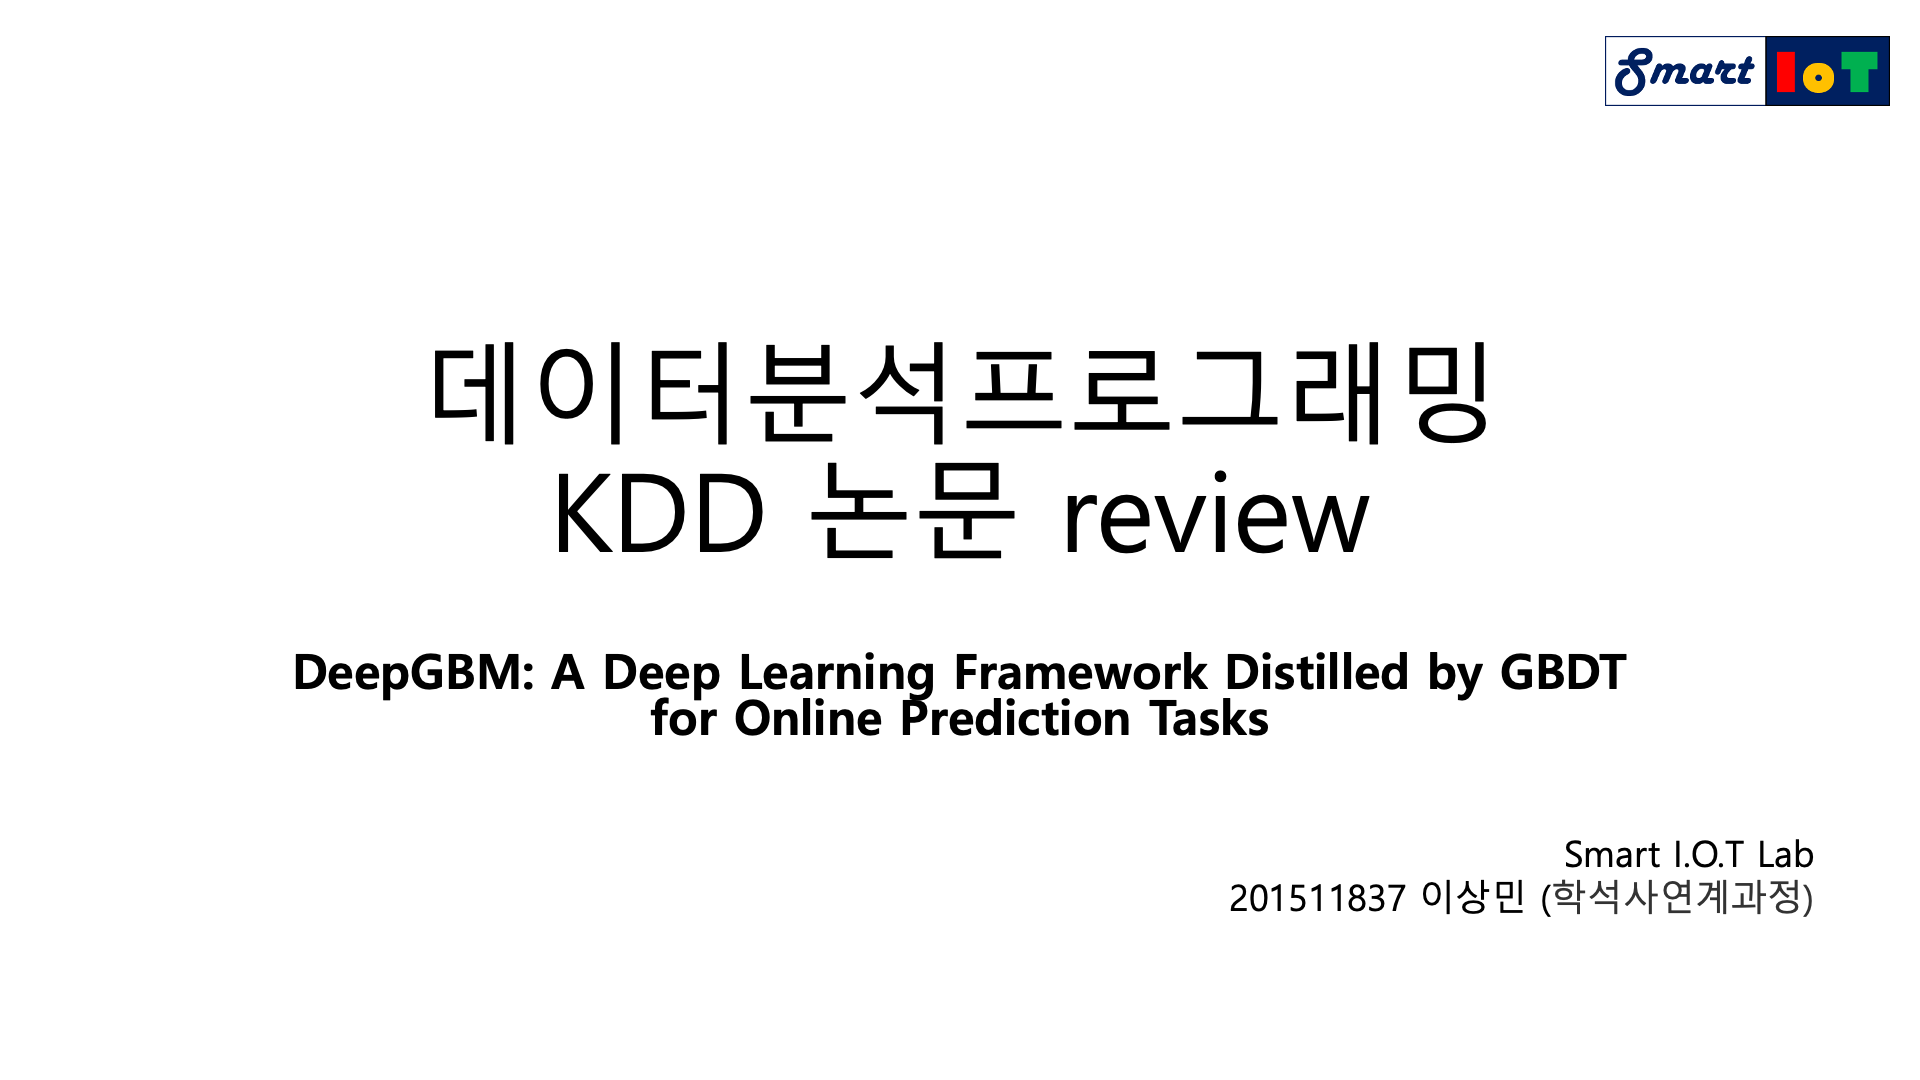 Smart IoT
데이터분석프로그래밍
KDD 논문 review
DeepGBM: A Deep Learning Framework Distilled by GBDT
for Online Prediction Tasks
Smart I.O.T Lab
201511837 이상민 (학석사연계과정)